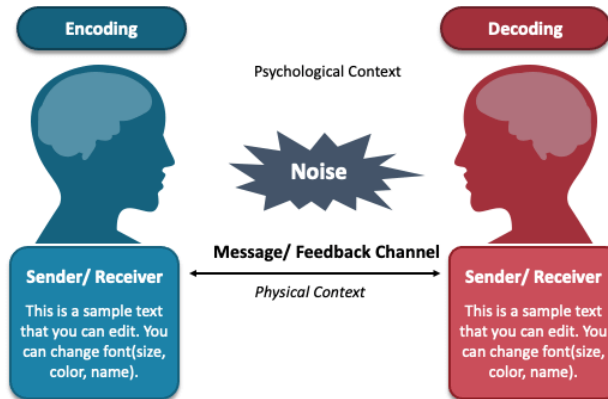 Encoding
Decoding
Psychological Context
Noise
Message/ Feedback Channel
Physical Context
Sender/ Receiver
This is a sample text
that you can edit. You
can change font(size,
color, name).
Sender/ Receiver
This is a sample text
that you can edit. You
can change font(size,
color, name).